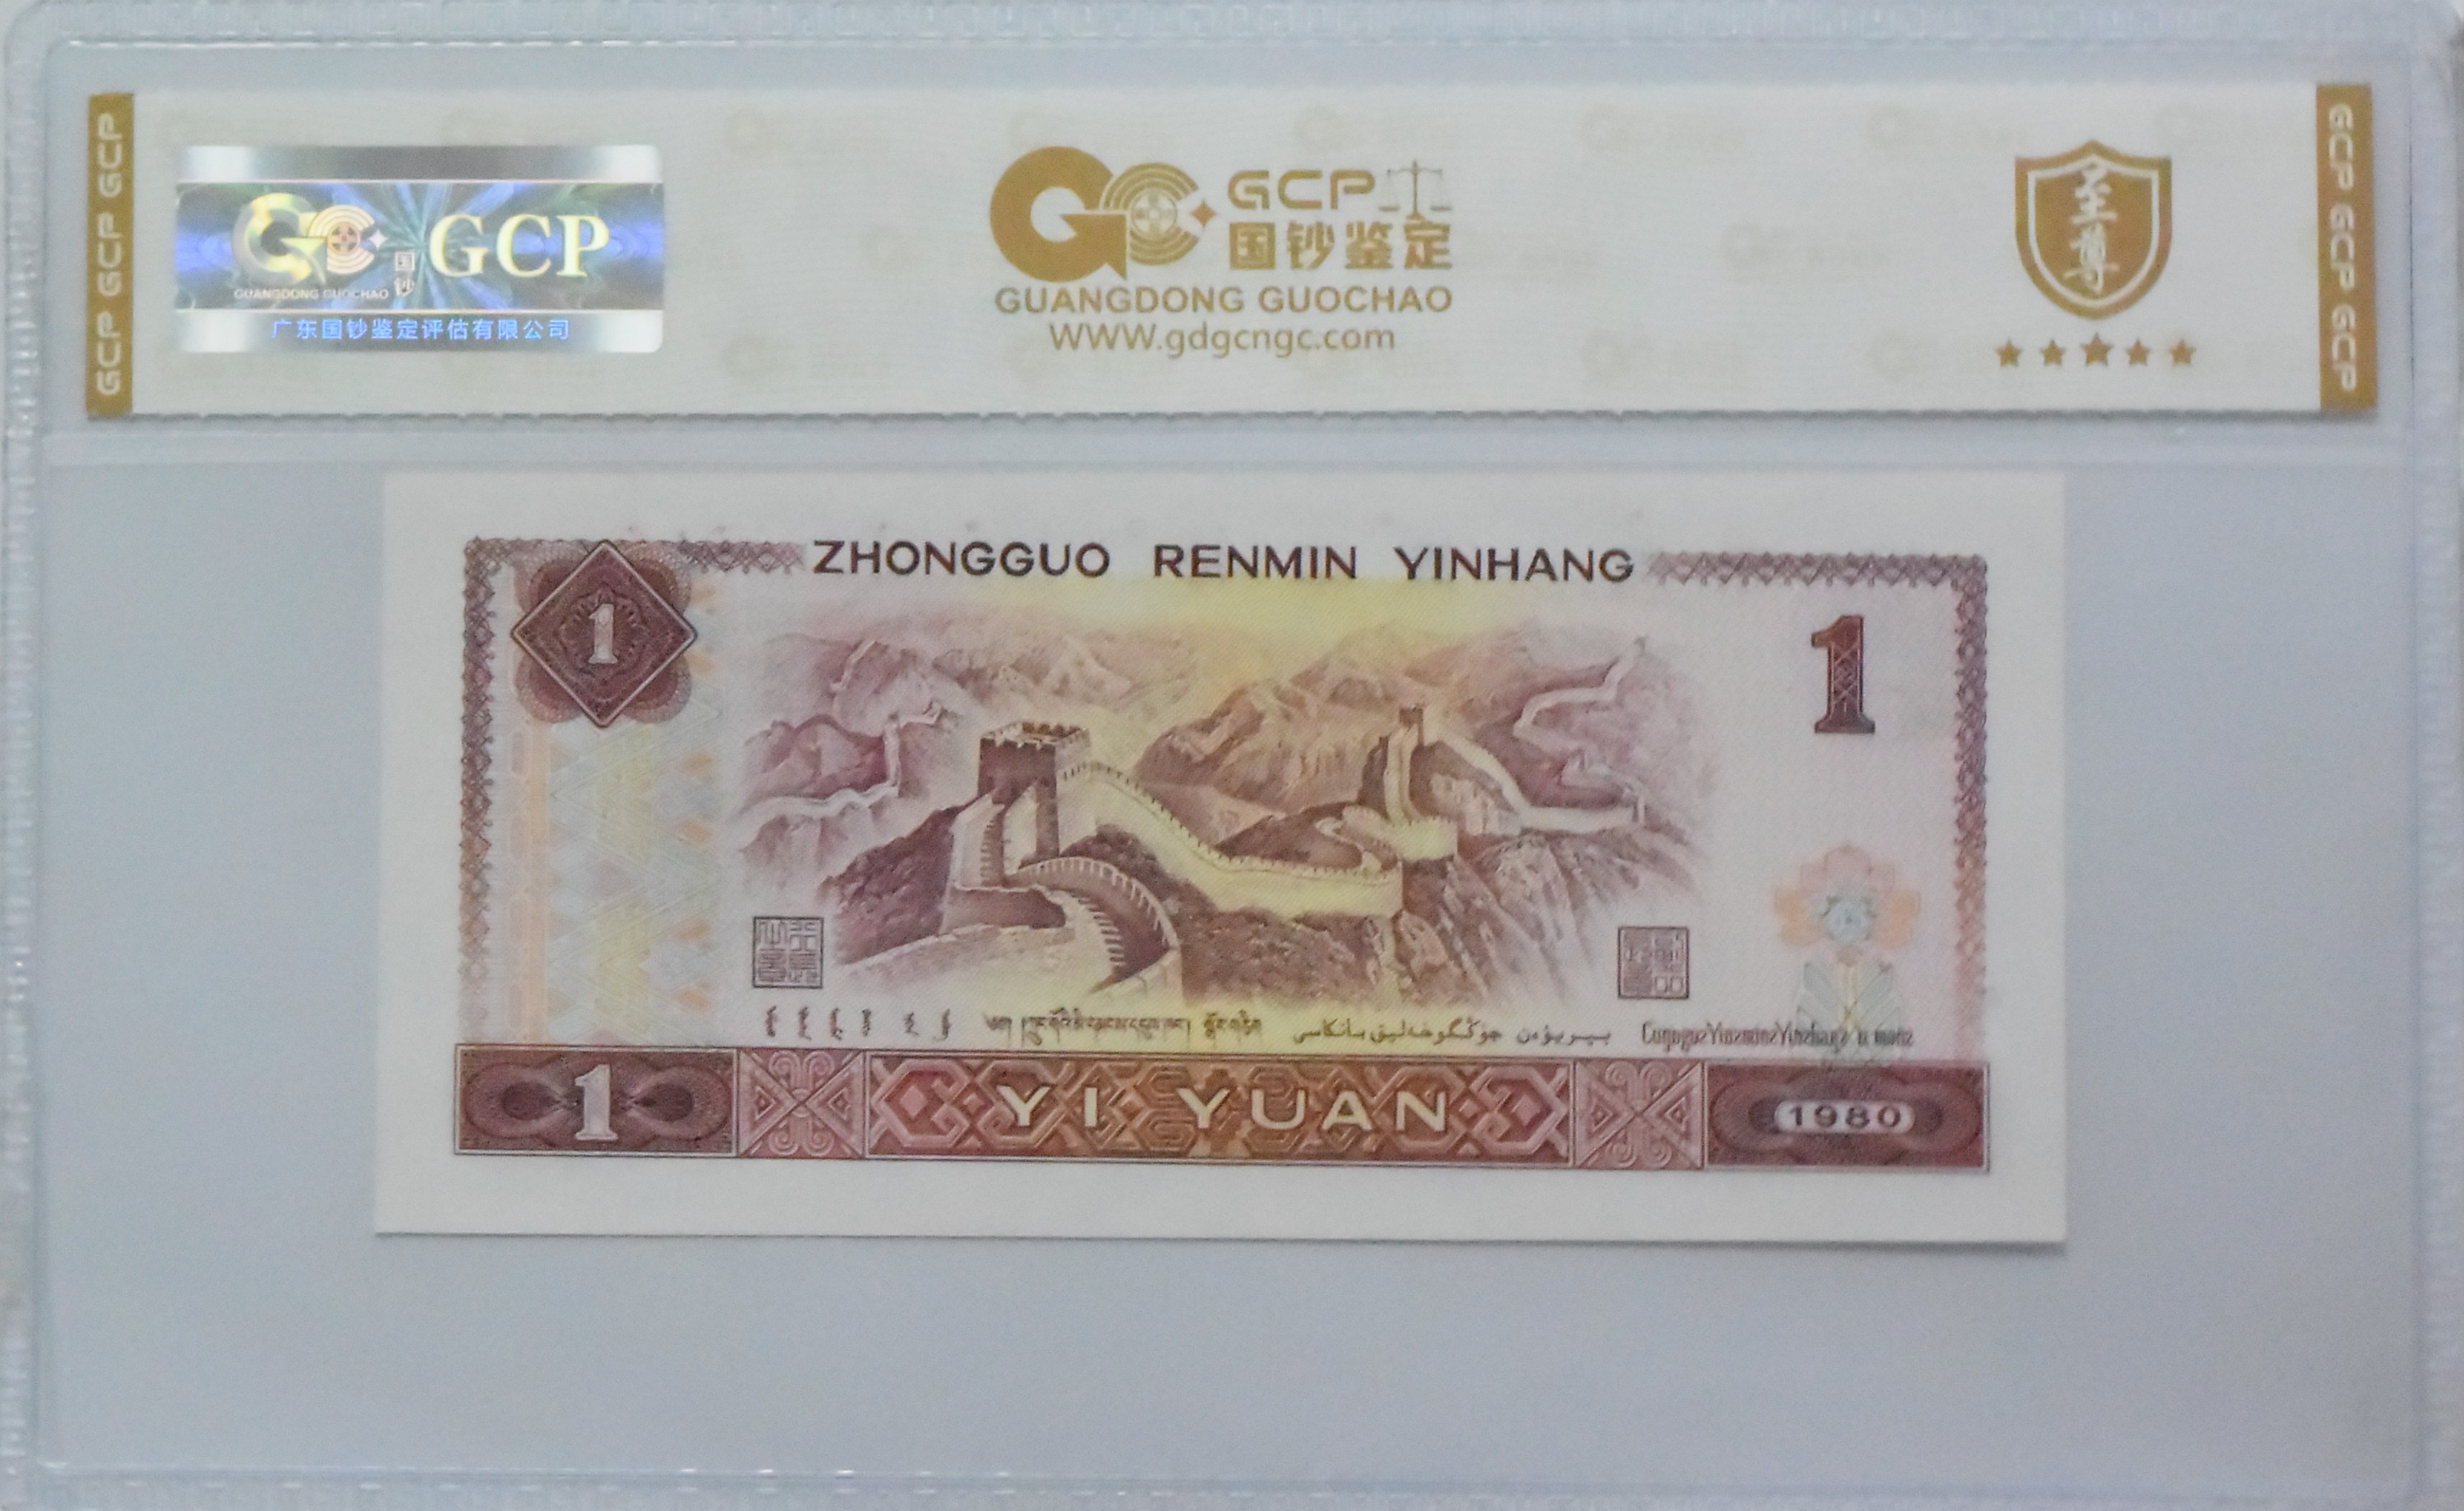 GCP GCP GCP
GUANGDONG GUOCHAO
国钞
GCP
广东国钞鉴定评估有限公司
GCP
国钞鉴定
GUANGDONG GUOCHAO
WWW.gdgcngc.com
至尊
GCP GCP GCP
ZHONGGUO RENMIN YINHANG
1
1
1
YI YUAN
1980